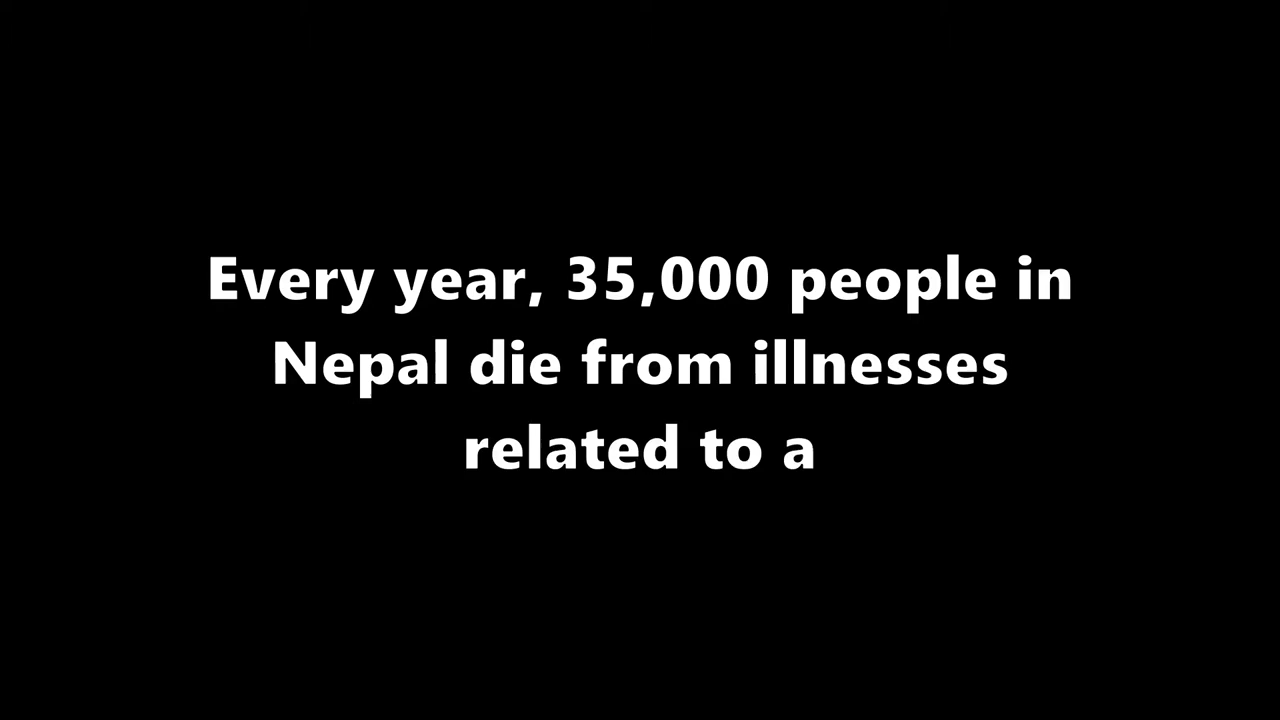 Every year, 35,000 people in
Nepal die from illnesses
related to a